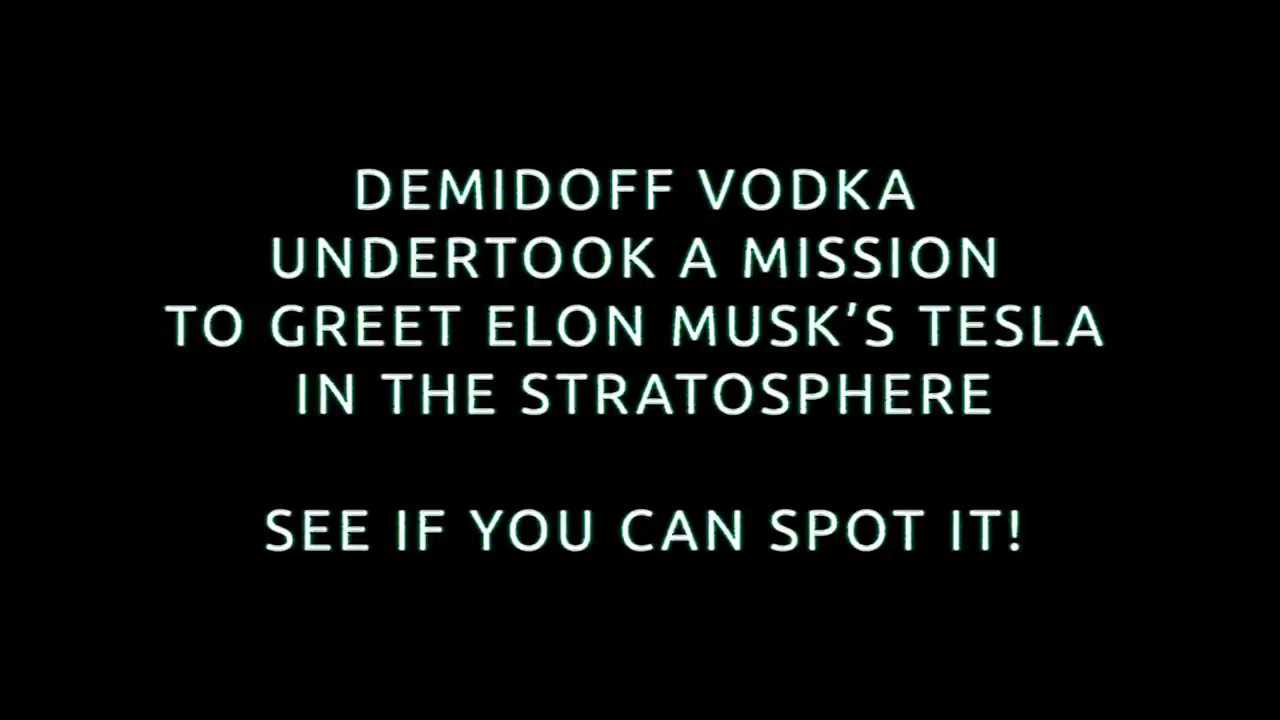 DEMIDOFF VODKA
UNDERTOOK A MISSION
TO GREET ELON MUSK’S TESLA
IN THE STRATOSPHERE
SEE IF YOU CAN SPOT IT!